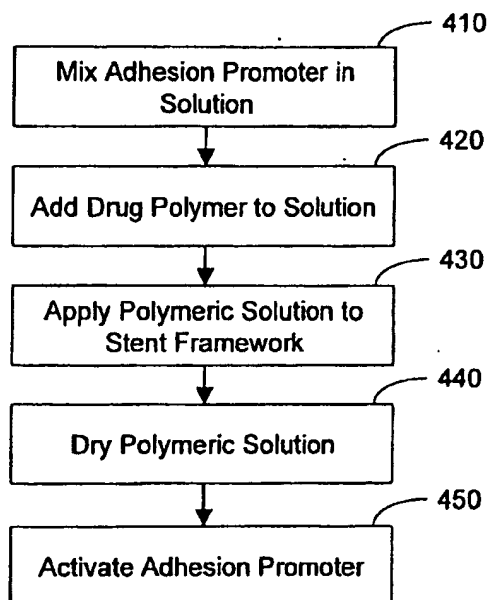 410
Mix Adhesion Promoter in
Solution
420
Add Drug Polymer to Solution
430
Apply Polymeric Solution to
Stent Framework
440
Dry Polymeric Solution
450
Activate Adhesion Promoter